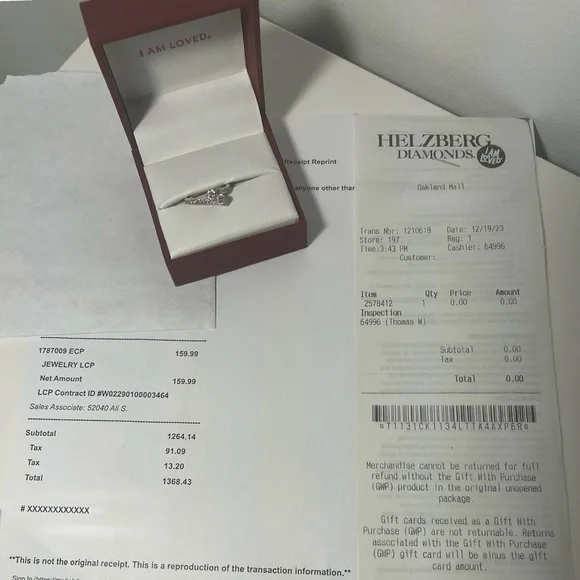 I AM LOVED®
Receipt Reprint
anyone other than
1787009 ECP 159.99
JEWELRY LCP
Net Amount 159.99
LCP Contract ID #W02290100003464
Sales Associate: 52040 Ali S.
Subtotal 1264.14
Tax 91.09
Tax 13.20
Total 1368.43
# XXXXXXXXXXXX
**This is not the original receipt. This is a reproduction of the transaction information.**
HELZBERG
DIAMONDS.
I AM
LOVED
Oakland Mall
Trans Nbr: 1210618 Date: 12/19/23
Store: 197 Reg: 1
Time: 3:43 PM Cashier: 64996
Customer:
Item Qty Price Amount
2578412 1 0.00 0.00
Inspection
64996 (Thomas W)
Subtotal 0.00
Tax 0.00
Total 0.00
Merchandise cannot be returned for full
refund without the Gift With Purchase
(GWP) product in the original unopened
package.
Gift cards received as a Gift With
Purchase (GWP) are not returnable. Returns
associated with the Gift With Purchase
(GWP) gift card will be minus the gift
card amount.